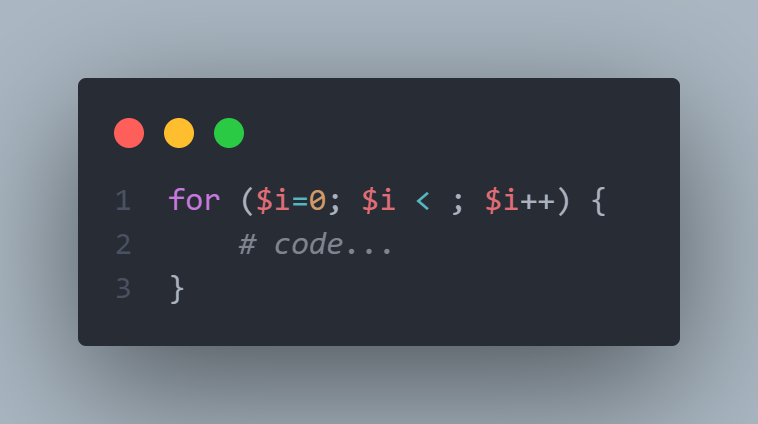 1 for ($i=0; $i < ; $i++) {
2     # code...
3 }